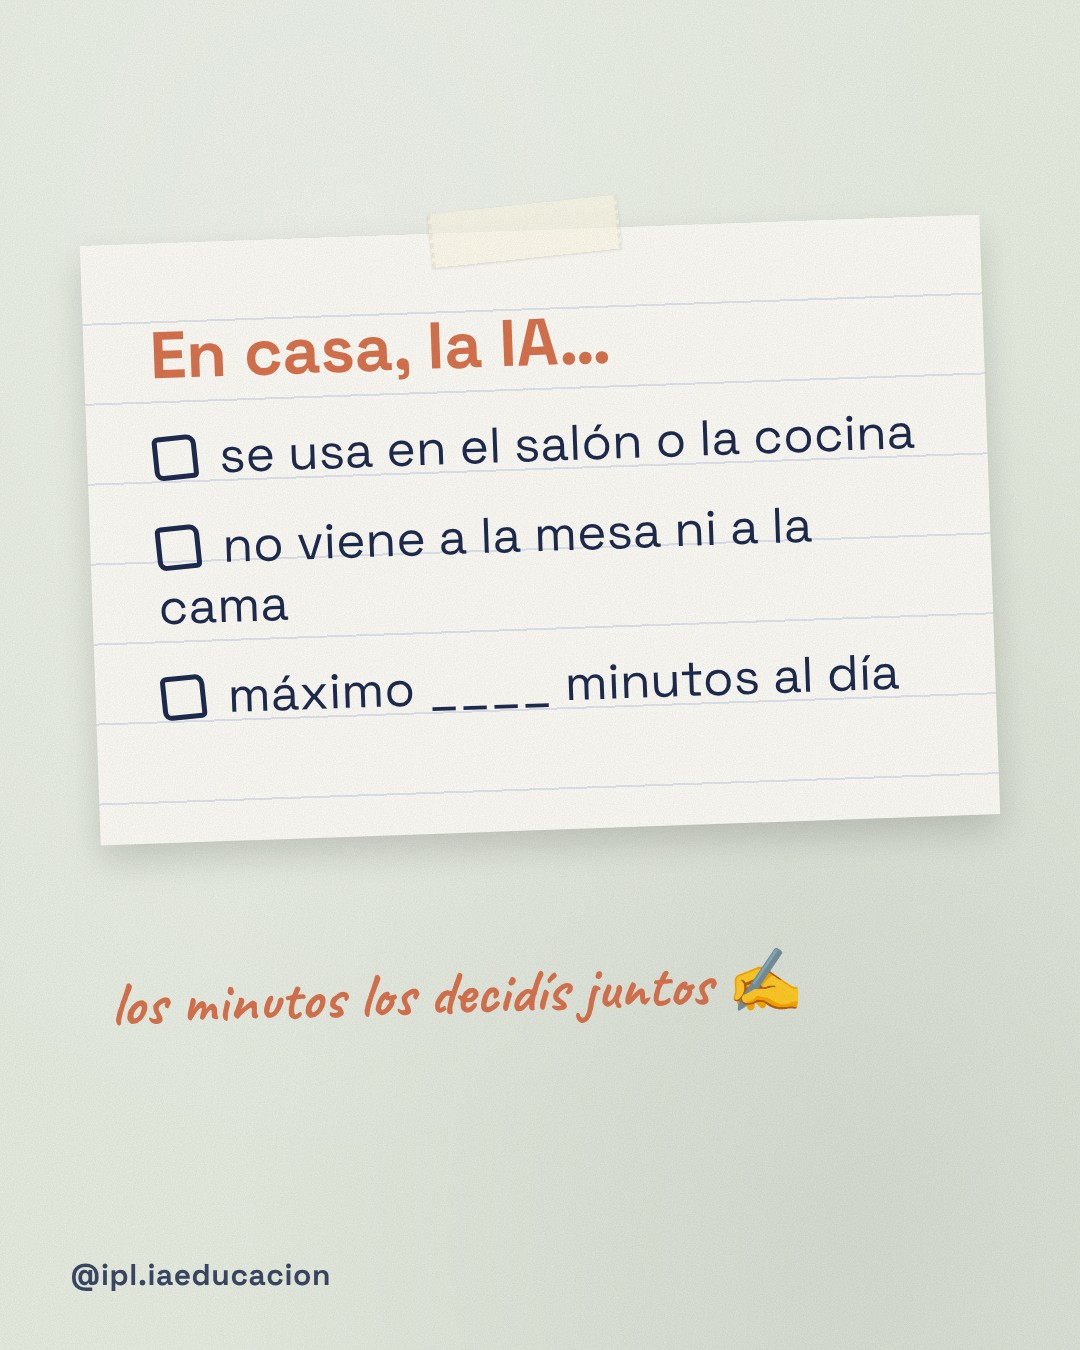 En casa, la IA...
se usa en el salón o la cocina
no viene a la mesa ni a la
cama
máximo ____ minutos al día
los minutos los decidís juntos ✍️
@ipl.iaeducacion